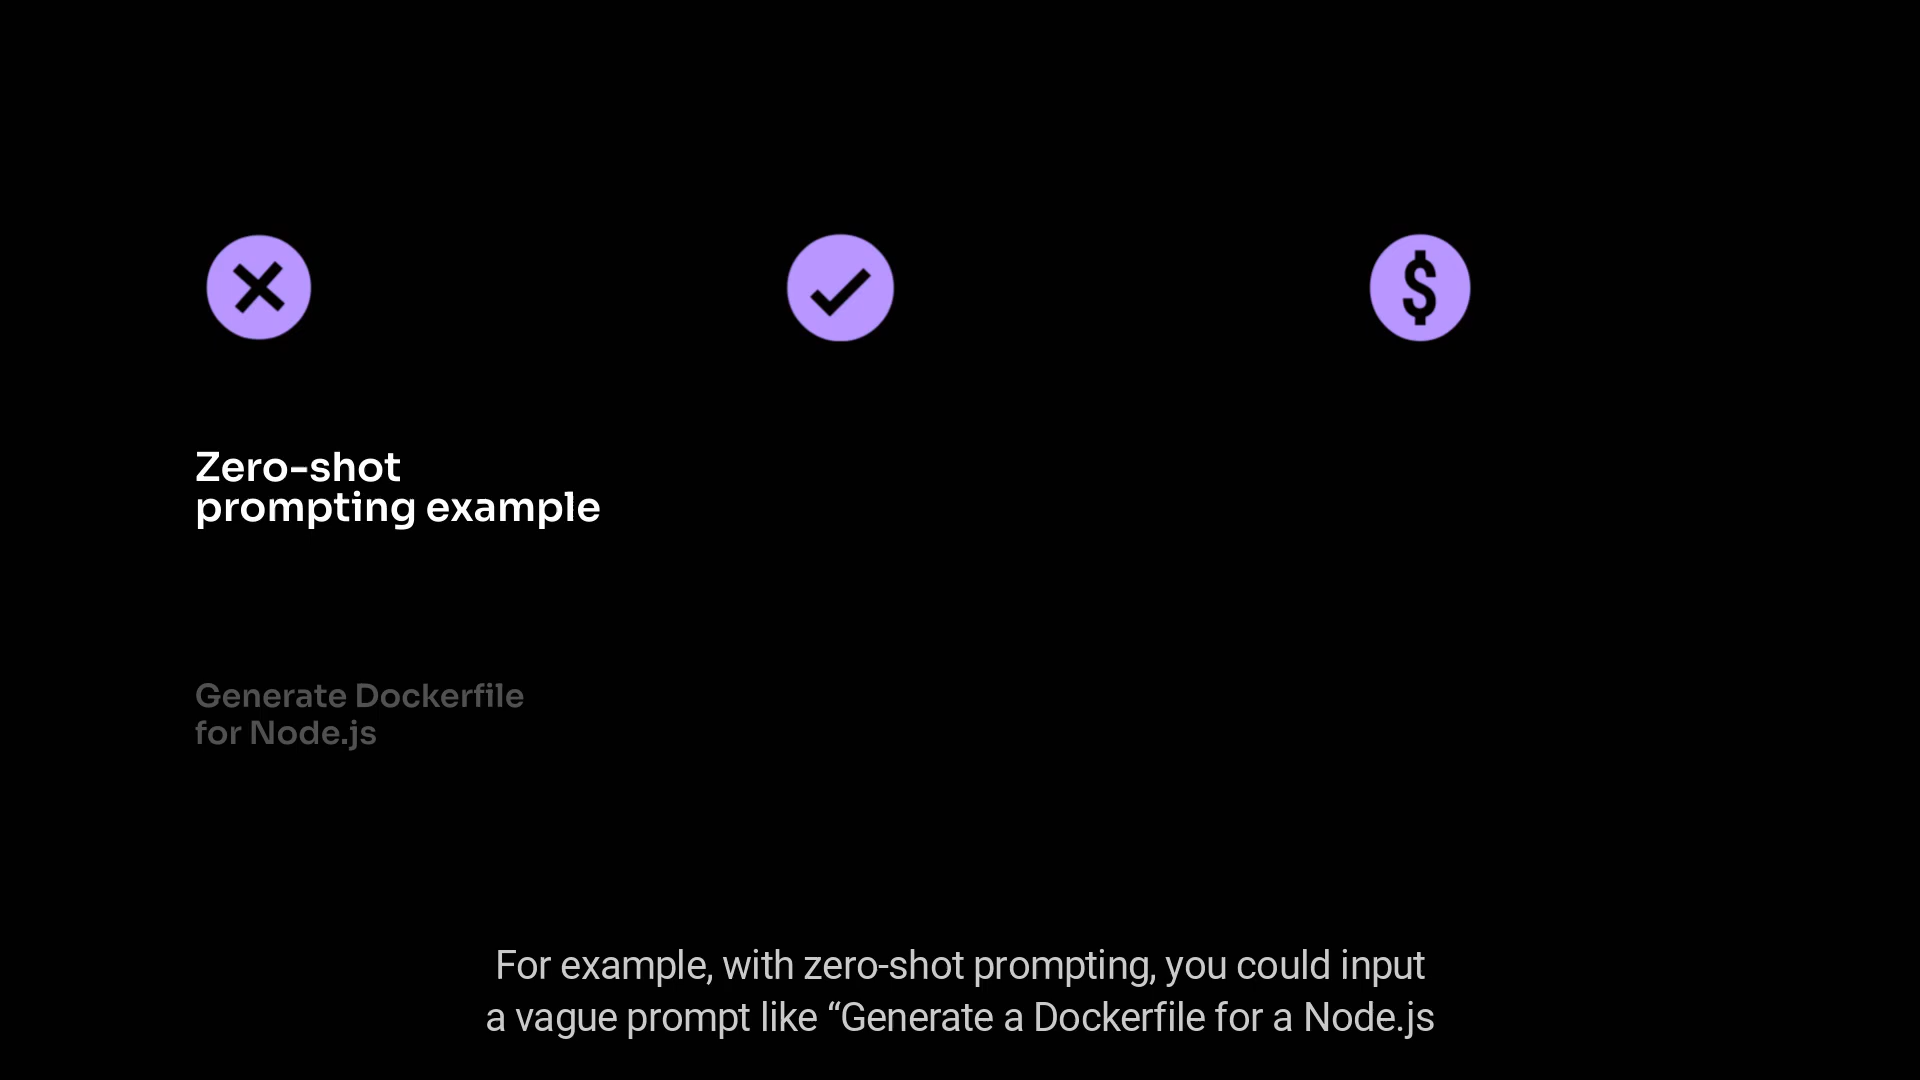 Zero-shot
prompting example
Generate Dockerfile
for Node.js
For example, with zero-shot prompting, you could input
a vague prompt like “Generate a Dockerfile for a Node.js